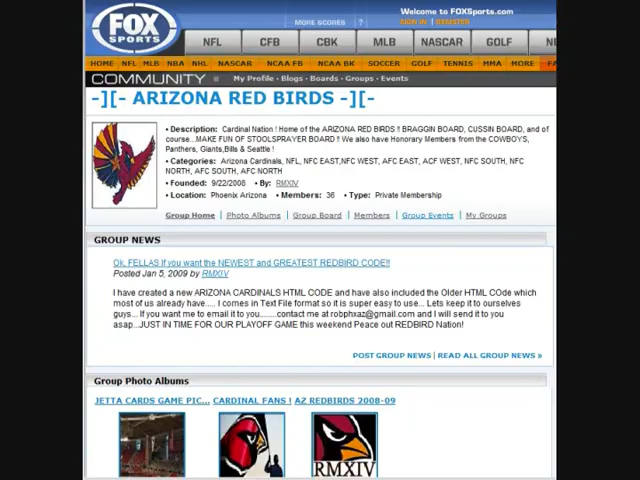 FOX
SPORTS
MORE SCORES ?
Welcome to FOXSports.com
SIGN IN | REGISTER
NFL CFB CBK MLB NASCAR GOLF
HOME NFL MLB NBA NHL NASCAR NCAA FB NCAA BK SOCCER GOLF TENNIS MMA MORE
COMMUNITY My Profile · Blogs · Boards · Groups · Events
-][- ARIZONA RED BIRDS -][-
• Description: Cardinal Nation ! Home of the ARIZONA RED BIRDS !! BRAGGIN BOARD, CUSSIN BOARD, and of
course...MAKE FUN OF STOOLSPRAYER BOARD !! We also have Honorary Members from the COWBOYS,
Panthers, Giants,Bills & Seattle !
• Categories: Arizona Cardinals, NFL, NFC EAST,NFC WEST, AFC EAST, ACF WEST, NFC SOUTH, NFC
NORTH, AFC SOUTH, AFC NORTH
• Founded: 9/22/2008 • By: RMXIV
• Location: Phoenix Arizona • Members: 36 • Type: Private Membership
Group Home | Photo Albums | Group Board | Members | Group Events | My Groups
GROUP NEWS
Ok, FELLAS If you want the NEWEST and GREATEST REDBIRD CODE!!
Posted Jan 5, 2009 by RMXIV
I have created a new ARIZONA CARDINALS HTML CODE and have also included the Older HTML COde which
most of us already have..... I comes in Text File format so it is super easy to use... Lets keep it to ourselves
guys... If you want me to email it to you.......contact me at robphxaz@gmail.com and I will send it to you
asap...JUST IN TIME FOR OUR PLAYOFF GAME this weekend Peace out REDBIRD Nation!
POST GROUP NEWS | READ ALL GROUP NEWS »
Group Photo Albums
JETTA CARDS GAME PIC... CARDINAL FANS ! AZ REDBIRDS 2008-09
RMXIV